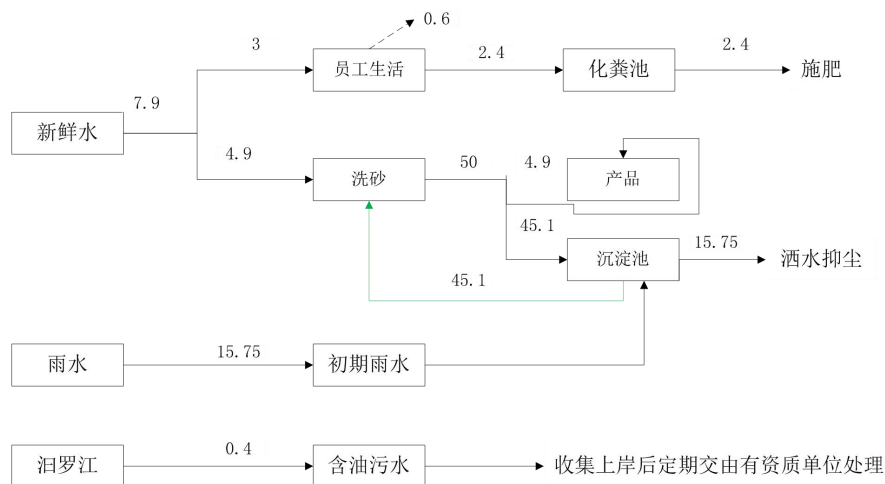 0.6
3
员工生活
2.4
化粪池
2.4
施肥
7.9
新鲜水
4.9
洗砂
50
4.9
产品
45.1
沉淀池
15.75
洒水抑尘
45.1
雨水
15.75
初期雨水
汨罗江
0.4
含油污水
收集上岸后定期交由有资质单位处理